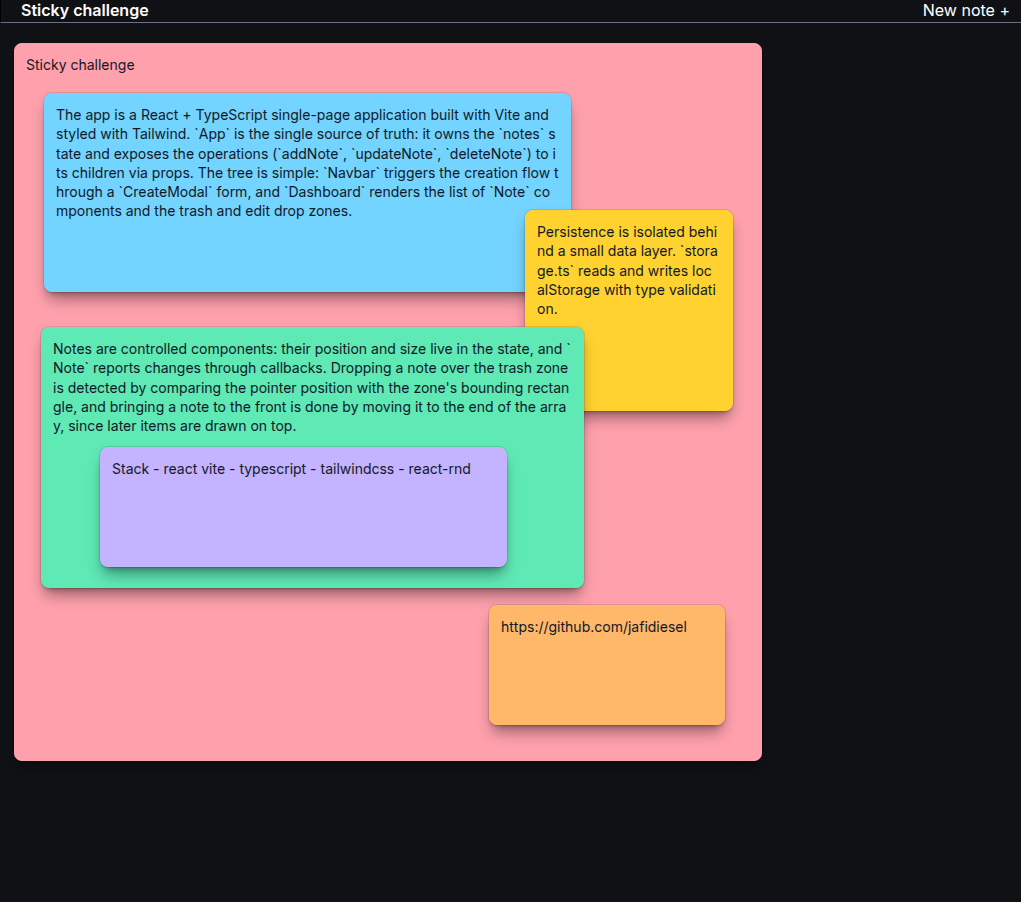 Sticky challenge
New note +
Sticky challenge
The app is a React + TypeScript single-page application built with Vite and
styled with Tailwind. `App` is the single source of truth: it owns the `notes` s
tate and exposes the operations (`addNote`, `updateNote`, `deleteNote`) to i
ts children via props. The tree is simple: `Navbar` triggers the creation flow t
hrough a `CreateModal` form, and `Dashboard` renders the list of `Note` co
mponents and the trash and edit drop zones.
Persistence is isolated behi
nd a small data layer. `stora
ge.ts` reads and writes loc
alStorage with type validati
on.
Notes are controlled components: their position and size live in the state, and `
Note` reports changes through callbacks. Dropping a note over the trash zone
is detected by comparing the pointer position with the zone's bounding rectan
gle, and bringing a note to the front is done by moving it to the end of the arra
y, since later items are drawn on top.
Stack - react vite - typescript - tailwindcss - react-rnd
https://github.com/jafidiesel